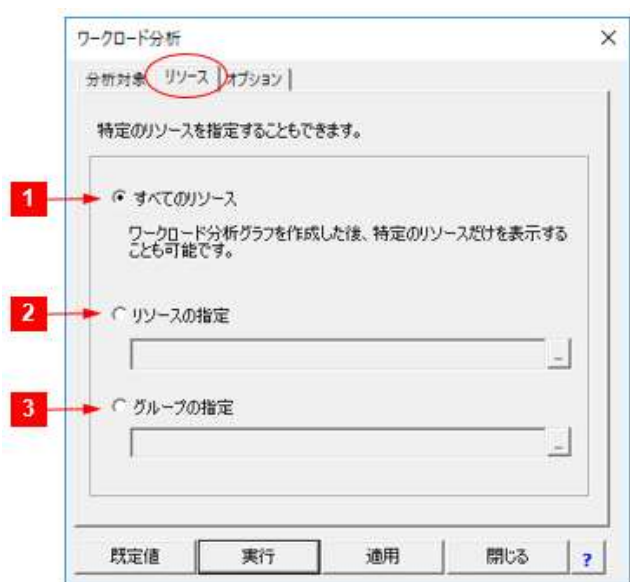 ワークロード分析
分析対象 リソース オプション
特定のリソースを指定することもできます。
1
すべてのリソース
ワークロード分析グラフを作成した後、特定のリソースだけを表示する
ことも可能です。
2
リソースの指定
...
3
グループの指定
...
既定値 実行 適用 閉じる ?